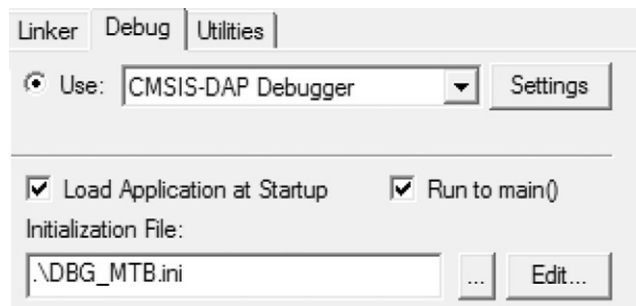 Linker Debug Utilities
Use: CMSIS-DAP Debugger Settings
Load Application at Startup Run to main()
Initialization File:
.\DBG_MTB.ini ... Edit...